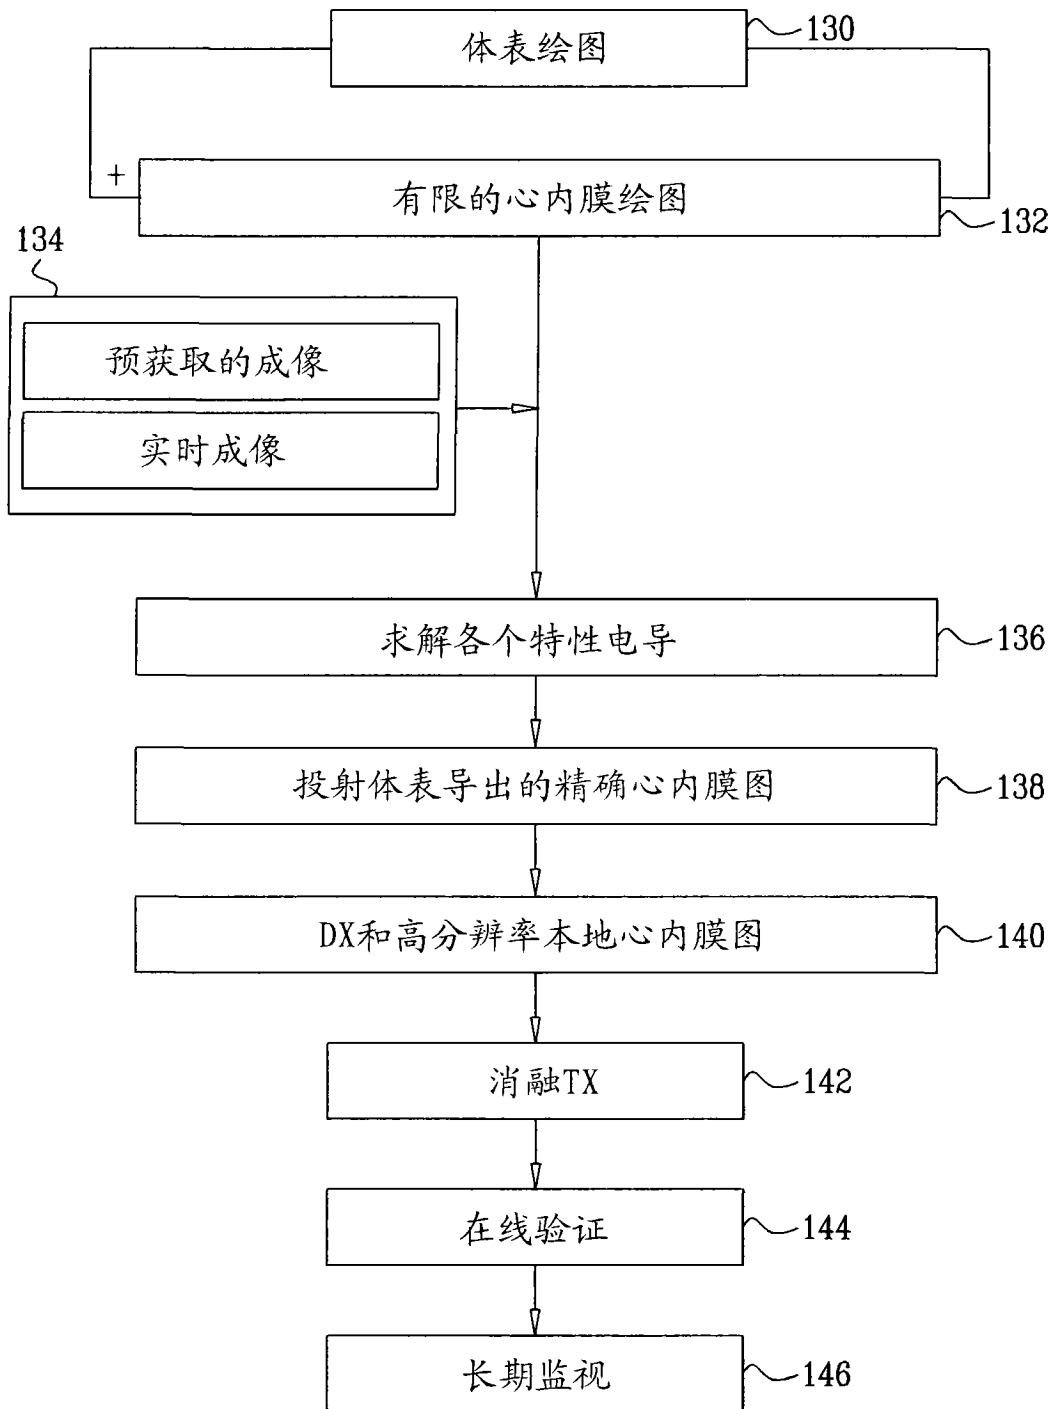 体表绘图
130
+
有限的心内膜绘图
132
134
预获取的成像
实时成像
求解各个特性电导
136
投射体表导出的精确心内膜图
138
DX和高分辨率本地心内膜图
140
消融TX
142
在线验证
144
长期监视
146